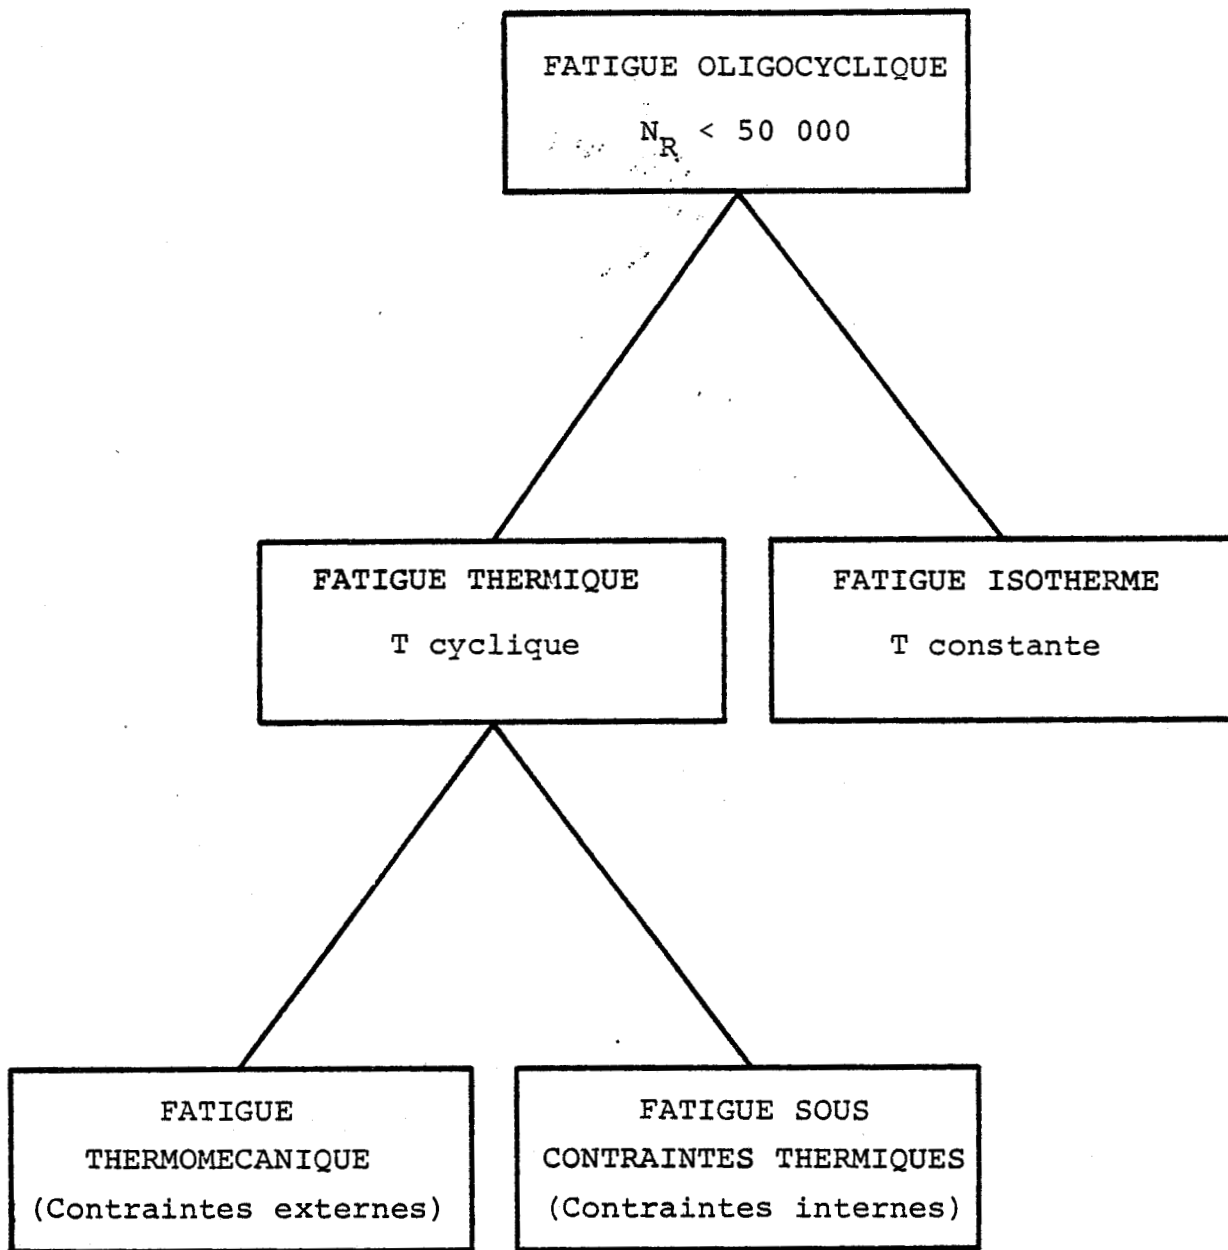 FATIGUE OLIGOCYCLIQUE
N_R < 50 000
FATIGUE THERMIQUE
T cyclique
FATIGUE ISOTHERME
T constante
FATIGUE
THERMOMECANIQUE
(Contraintes externes)
FATIGUE SOUS
CONTRAINTES THERMIQUES
(Contraintes internes)